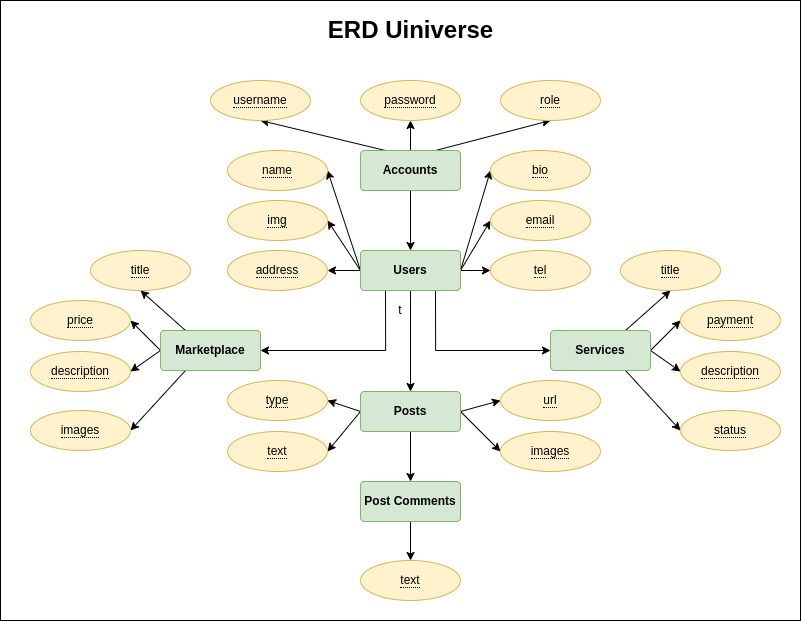 ERD Uiniverse
username
password
role
name
Accounts
bio
img
email
title
address
Users
tel
title
price
t
payment
Marketplace
Services
description
description
type
Posts
url
images
status
text
images
Post Comments
text